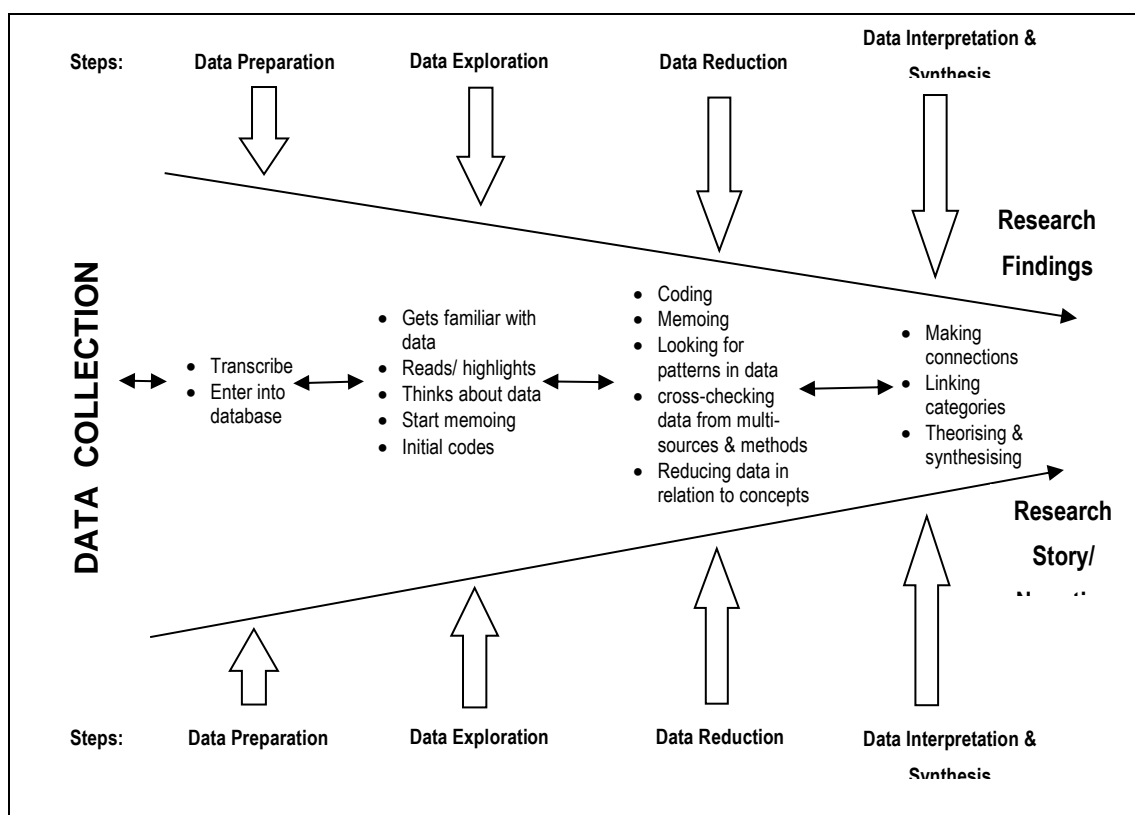 Steps:
Data Preparation
Data Exploration
Data Reduction
Data Interpretation &
Synthesis
Research
Findings
DATA COLLECTION
• Transcribe
• Enter into
database
• Gets familiar with
data
• Reads/ highlights
• Thinks about data
• Start memoing
• Initial codes
• Coding
• Memoing
• Looking for
patterns in data
• cross-checking
data from multi-
sources & methods
• Reducing data in
relation to concepts
• Making
connections
• Linking
categories
• Theorising &
synthesising
Research
Story/
Steps:
Data Preparation
Data Exploration
Data Reduction
Data Interpretation &
Synthesis